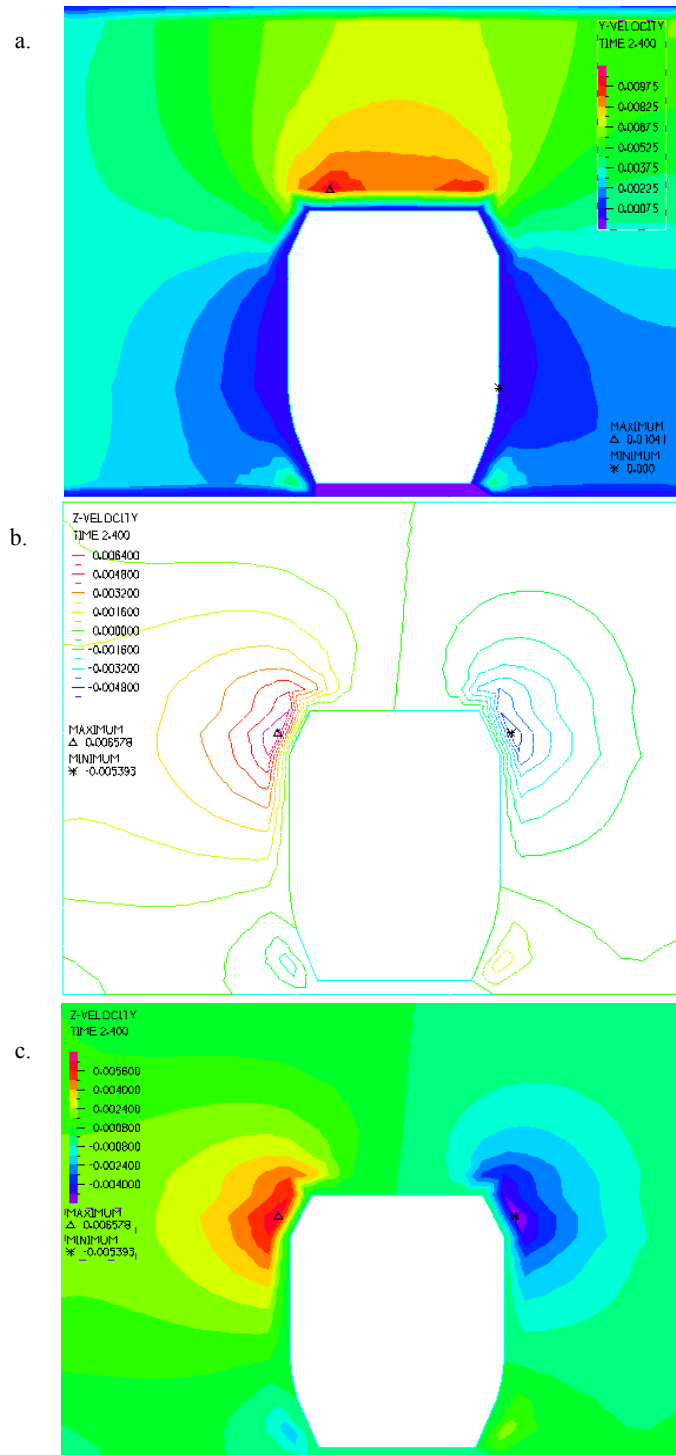 a.
Y-VELOCITY
TIME 2.400
0.00975
0.00825
0.00675
0.00525
0.00375
0.00225
0.00075
MAXIMUM
△ 0.01041
MINIMUM
✳ 0.000
b.
Z-VELOCITY
TIME 2.400
0.006400
0.004800
0.003200
0.001600
0.000000
-0.001600
-0.003200
-0.004800
MAXIMUM
△ 0.006578
MINIMUM
✳ -0.005393
c.
Z-VELOCITY
TIME 2.400
0.005600
0.004000
0.002400
0.000800
-0.000800
-0.002400
-0.004000
MAXIMUM
△ 0.006578
MINIMUM
✳ -0.005393